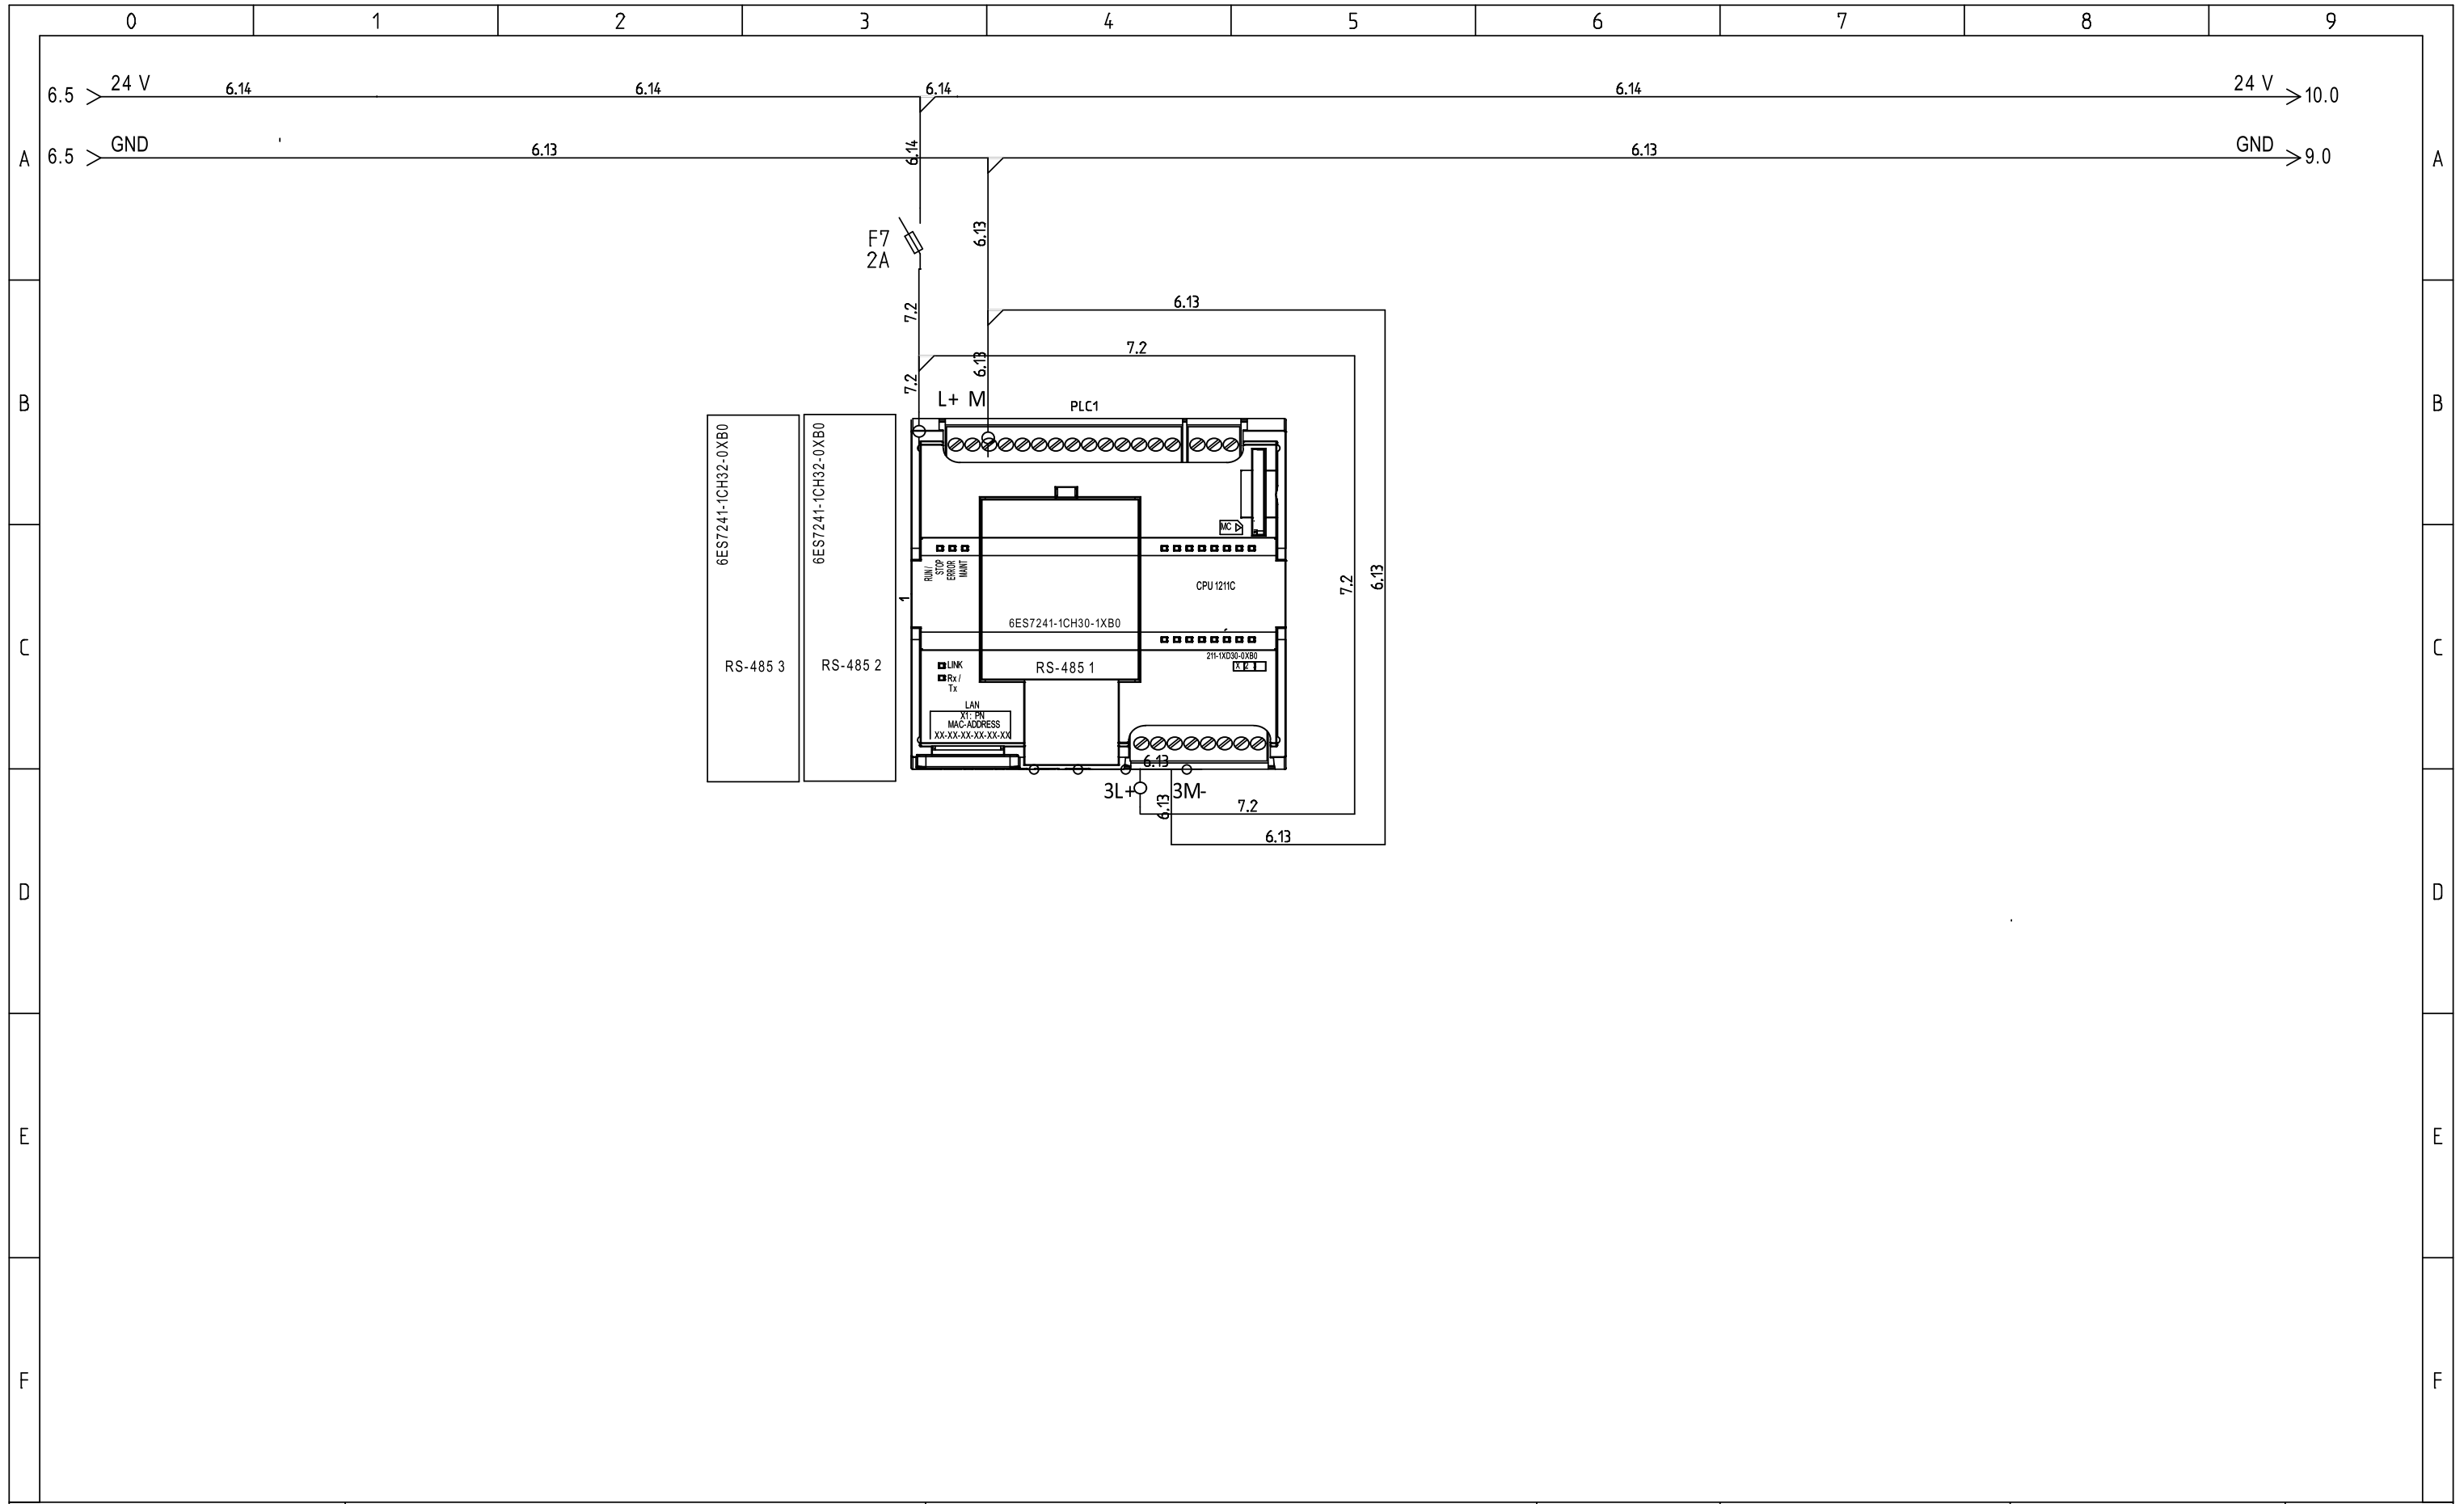 0 1 2 3 4 5 6 7 8 9
6.5 24 V 6.14 6.14 6.14 6.14 24 V 10.0
A 6.5 GND 6.13 6.14 6.13 GND 9.0 A
F7 6.13
2A
7.2 6.13
7.2
7.2 6.13
B L+ M PLC1 B
6ES7241-1CH32-0XB0 6ES7241-1CH32-0XB0
MC
RUN / STOP ERROR MAINT
CPU 1211C
1 7.2 6.13
6ES7241-1CH30-1XB0
C C
211-1XD30-0XB0
RS-485 3 RS-485 2 LINK RS-485 1
Rx /
Tx
LAN
X1: PN
MAC-ADDRESS
XX-XX-XX-XX-XX-XX
6.13
3L+ 6.13 3M-
7.2
6.13
D D
E E
F F